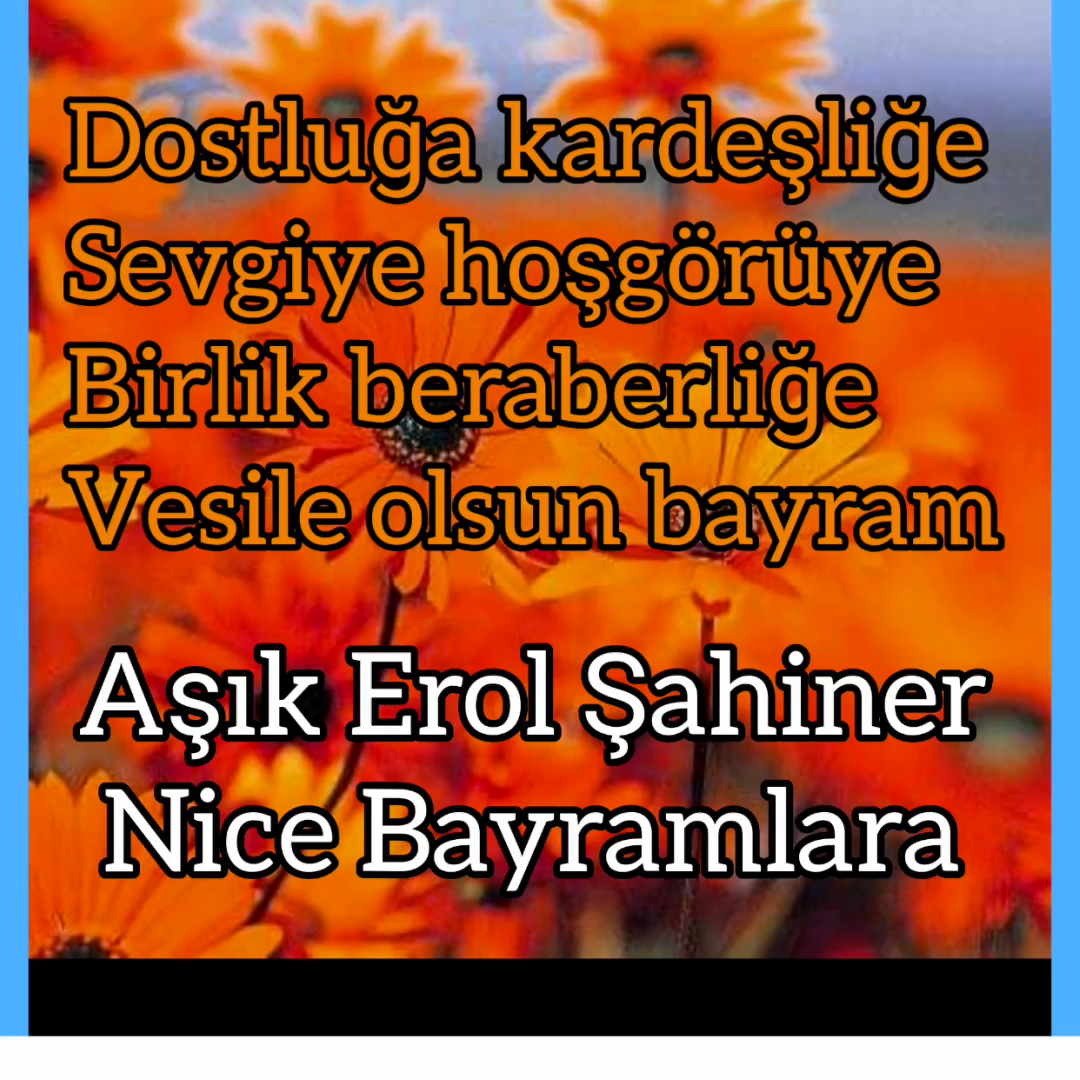 Dostluğa kardeşliğe
Sevgiye hoşgörüye
Birlik beraberliğe
Vesile olsun bayram
Aşık Erol Şahiner
Nice Bayramlara